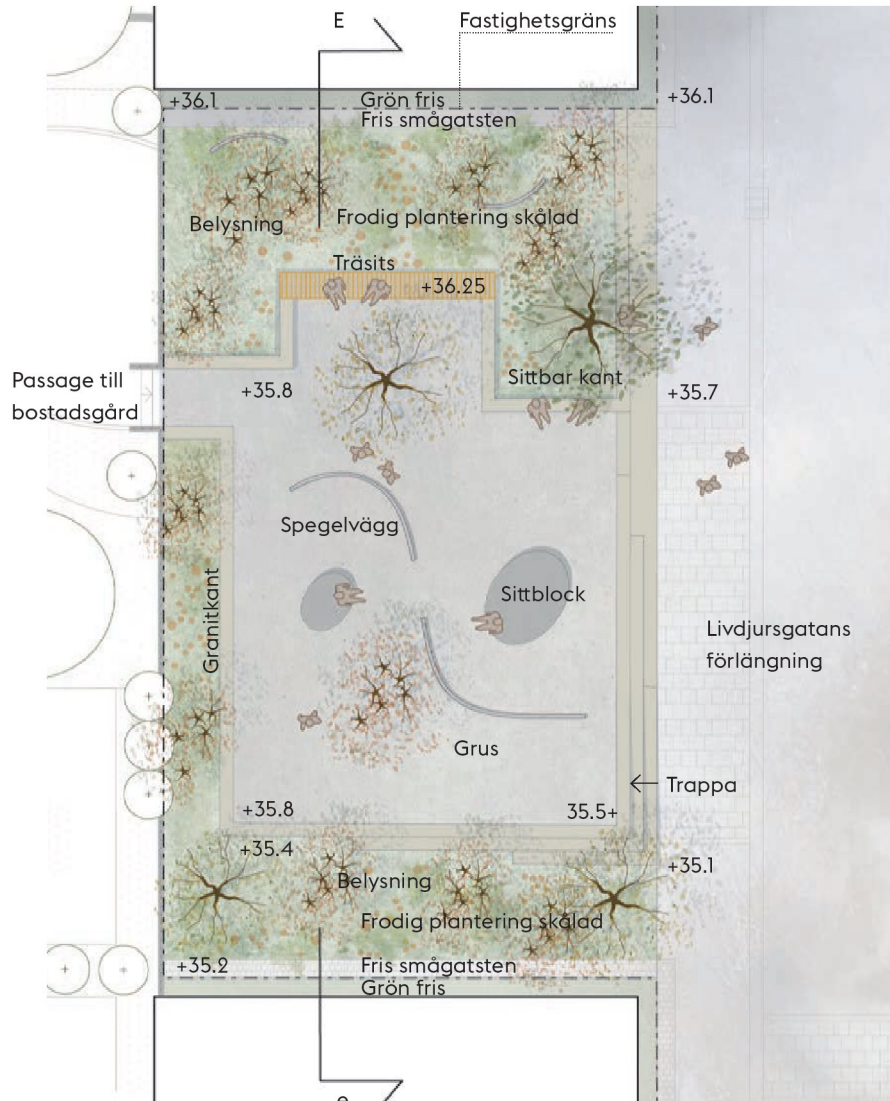 E
Fastighetsgräns
+36.1
Grön fris
+36.1
Fris smågatsten
Belysning
Frodig plantering skålad
Träsits
+36.25
Passage till
bostadsgård
+35.8
Sittbar kant
+35.7
Spegelvägg
Sittblock
Granitkant
Livdjursgatans
förlängning
Grus
Trappa
+35.8
35.5+
+35.4
+35.1
Belysning
Frodig plantering skålad
+35.2
Fris smågatsten
Grön fris